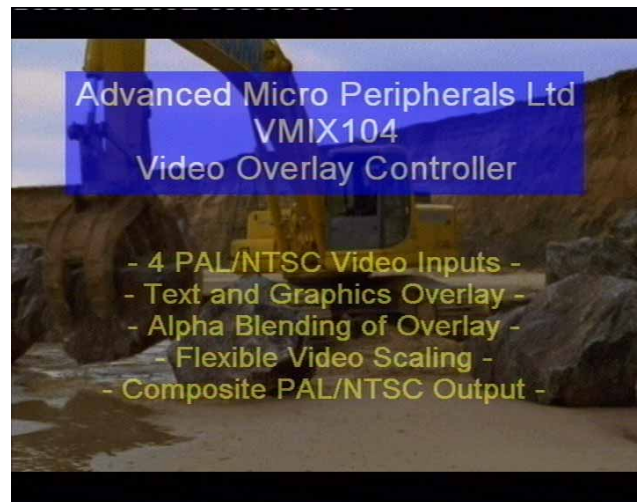 Advanced Micro Peripherals Ltd
VMIX104
Video Overlay Controller
- 4 PAL/NTSC Video Inputs -
- Text and Graphics Overlay -
- Alpha Blending of Overlay -
- Flexible Video Scaling -
- Composite PAL/NTSC Output -